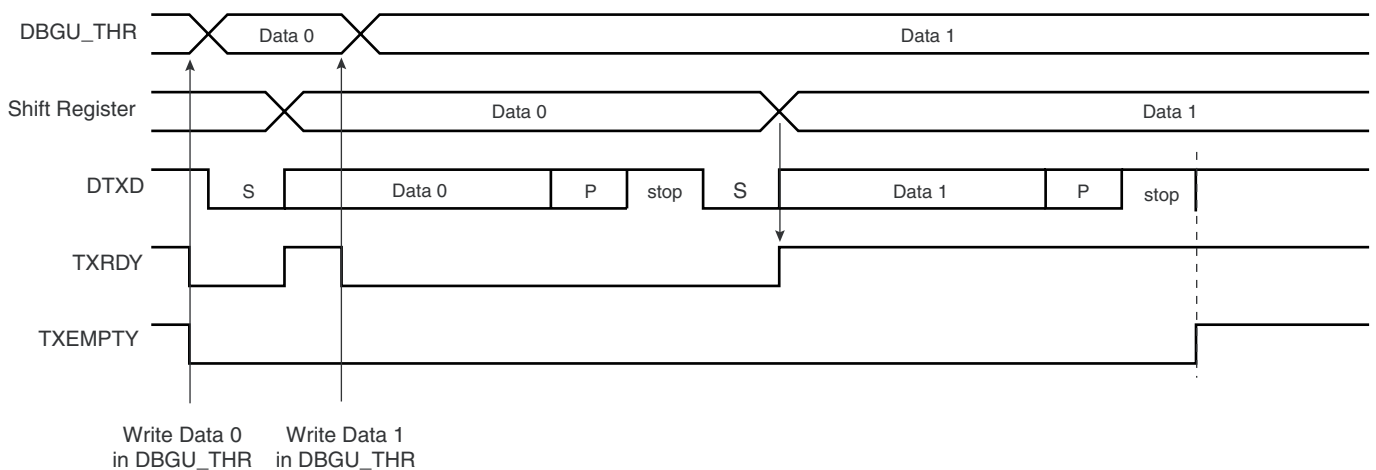 DBGU_THR
Data 0
Data 1
Shift Register
Data 0
Data 1
DTXD
S
Data 0
P
stop
S
Data 1
P
stop
TXRDY
TXEMPTY
Write Data 0
in DBGU_THR
Write Data 1
in DBGU_THR